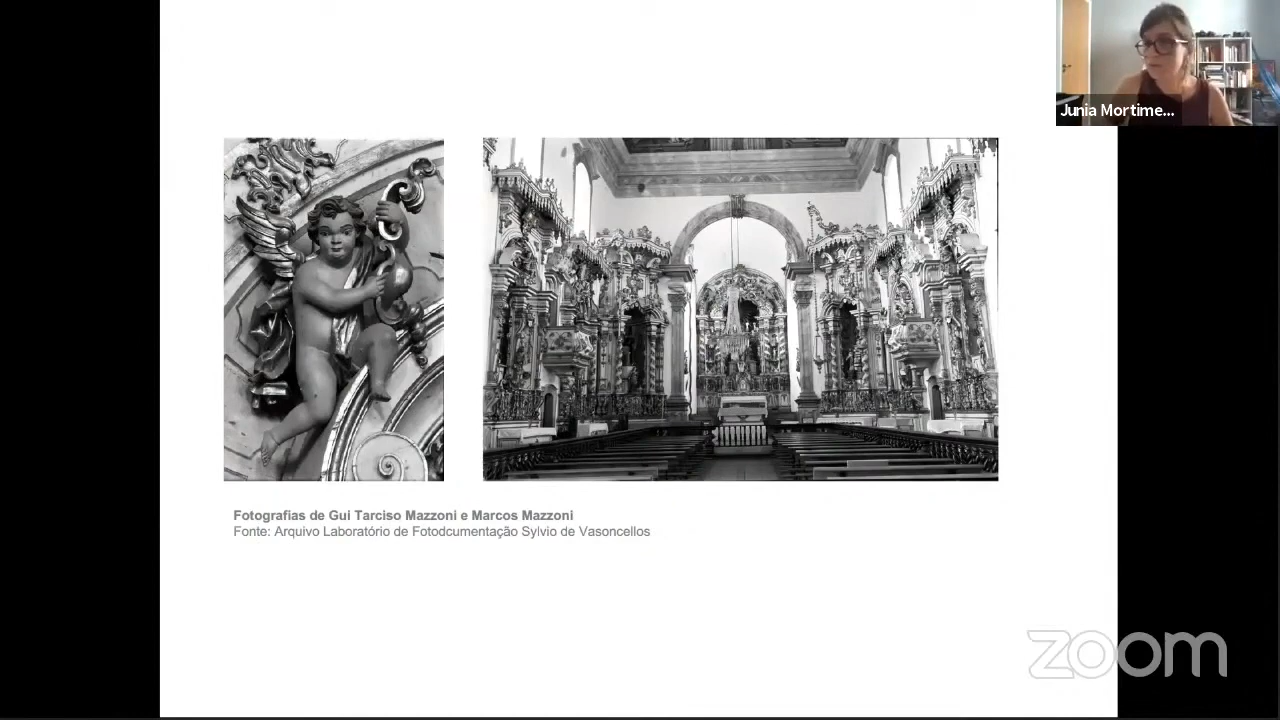 Junia Mortime...
Fotografias de Gui Tarciso Mazzoni e Marcos Mazzoni
Fonte: Arquivo Laboratório de Fotodcumentação Sylvio de Vasoncellos
zoom